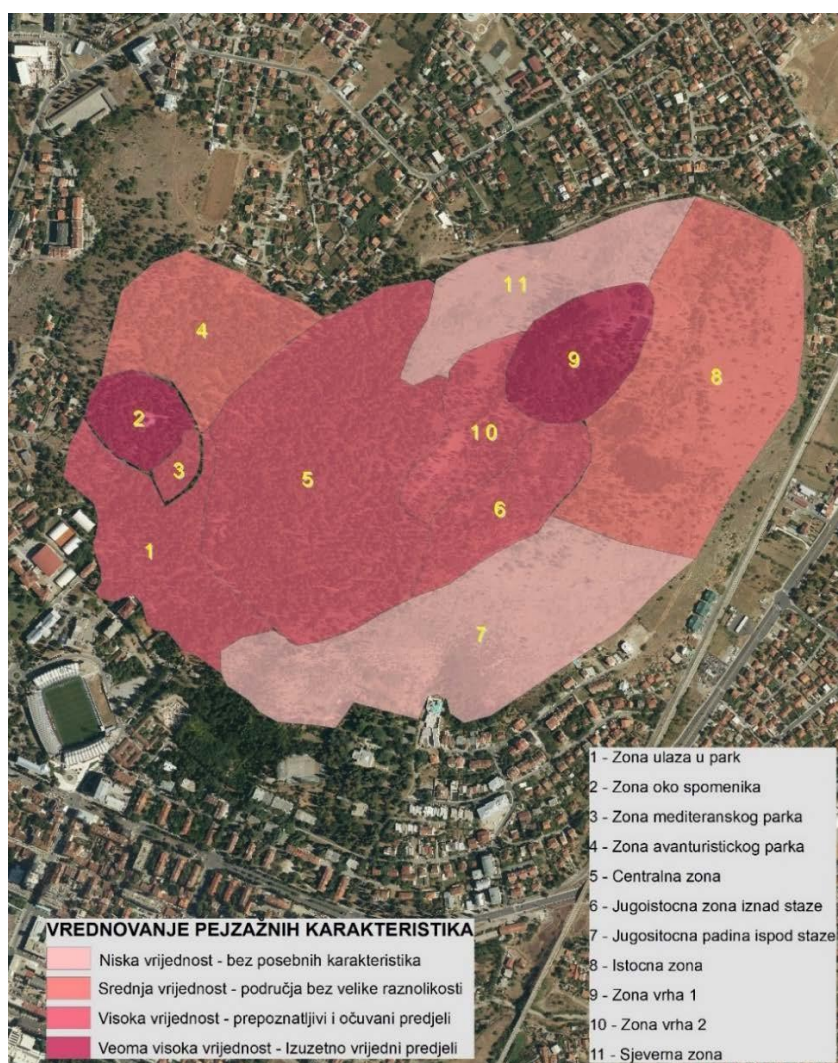 11
4
9
8
2
10
3
5
6
1
7
1 - Zona ulaza u park
2 - Zona oko spomenika
3 - Zona mediteranskog parka
4 - Zona avanturistickog parka
5 - Centralna zona
6 - Jugoistocna zona iznad staze
7 - Jugositocna padina ispod staze
8 - Istocna zona
9 - Zona vrha 1
10 - Zona vrha 2
11 - Sjeverna zona
VREDNOVANJE PEJZAŽNIH KARAKTERISTIKA
Niska vrijednost - bez posebnih karakteristika
Srednja vrijednost - područja bez velike raznolikosti
Visoka vrijednost - prepoznatljivi i očuvani predjeli
Veoma visoka vrijednost - Izuzetno vrijedni predjeli